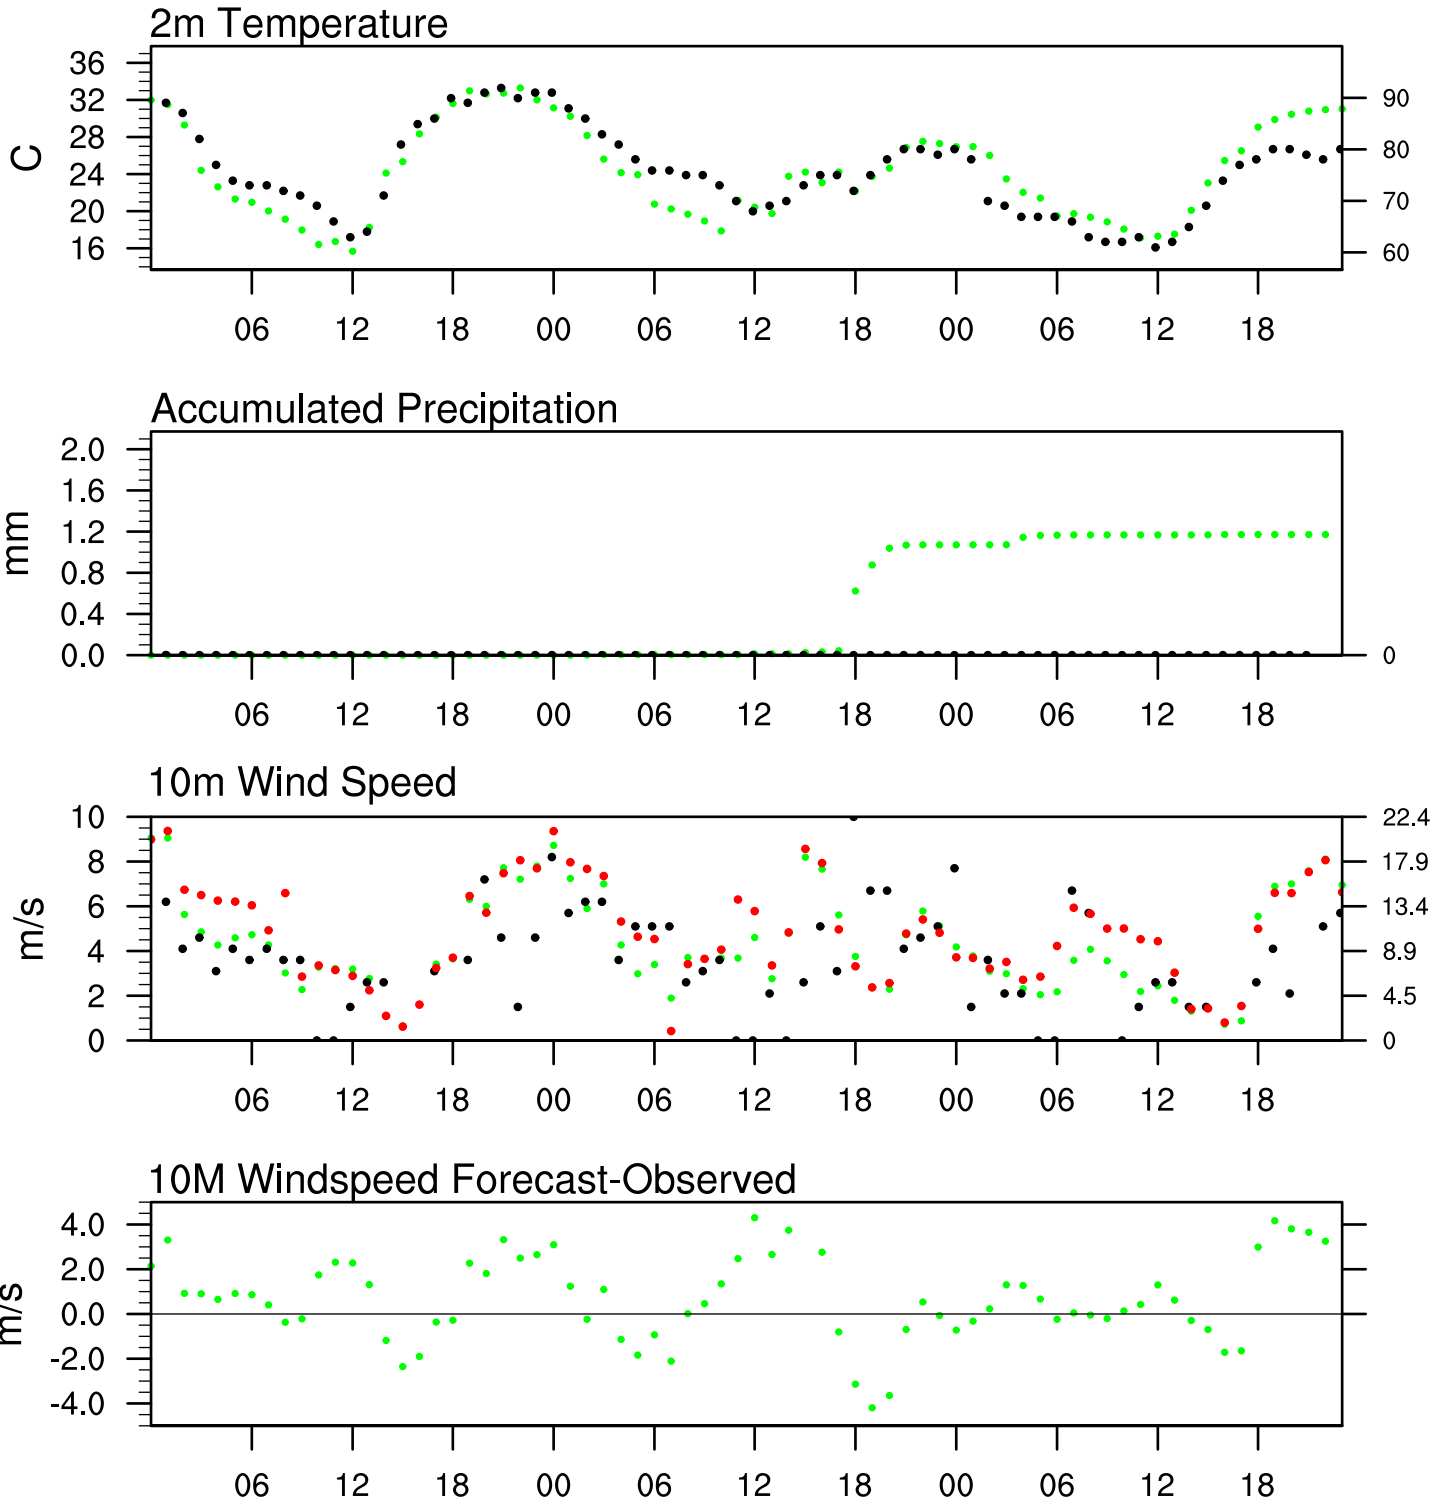 2m Temperature
36
32
28
24
20
16
C
90
80
70
60
06 12 18 00 06 12 18 00 06 12 18
Accumulated Precipitation
2.0
1.6
1.2
0.8
0.4
0.0
mm
0
06 12 18 00 06 12 18 00 06 12 18
10m Wind Speed
10
8
6
4
2
0
m/s
22.4
17.9
13.4
8.9
4.5
0
06 12 18 00 06 12 18 00 06 12 18
10M Windspeed Forecast-Observed
4.0
2.0
0.0
-2.0
-4.0
m/s
06 12 18 00 06 12 18 00 06 12 18